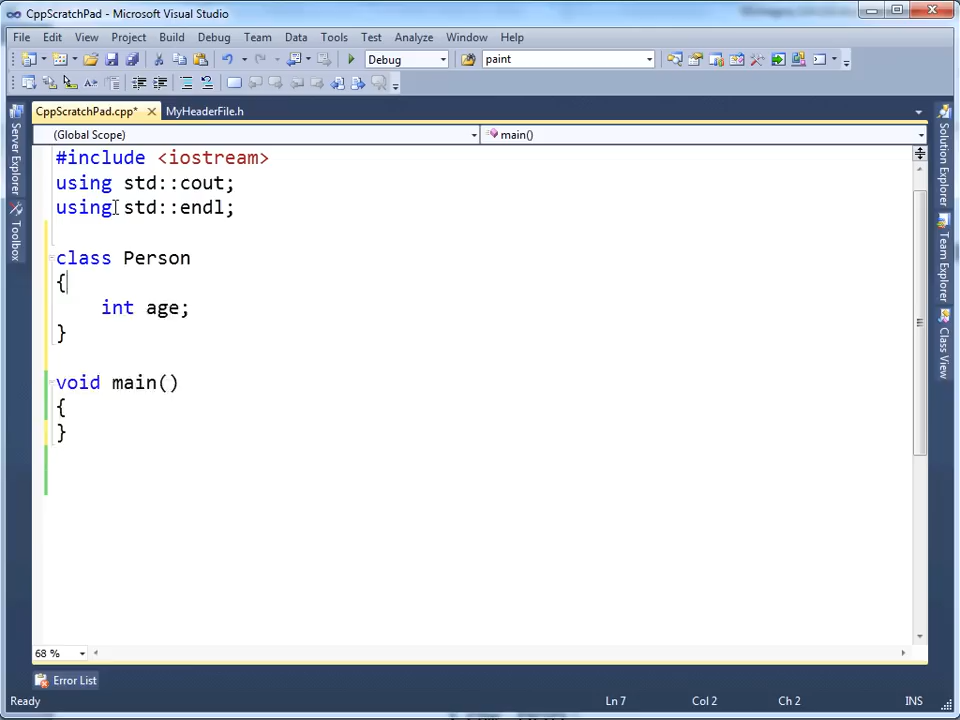 CppScratchPad - Microsoft Visual Studio
File Edit View Project Build Debug Team Data Tools Test Analyze Window Help
Debug paint
CppScratchPad.cpp* MyHeaderFile.h
(Global Scope) main()
#include <iostream>
using std::cout;
using std::endl;
class Person
{
int age;
}
void main()
{
}
Server Explorer
Toolbox
Solution Explorer
Team Explorer
Class View
68 %
Error List
Ready Ln 7 Col 2 Ch 2 INS